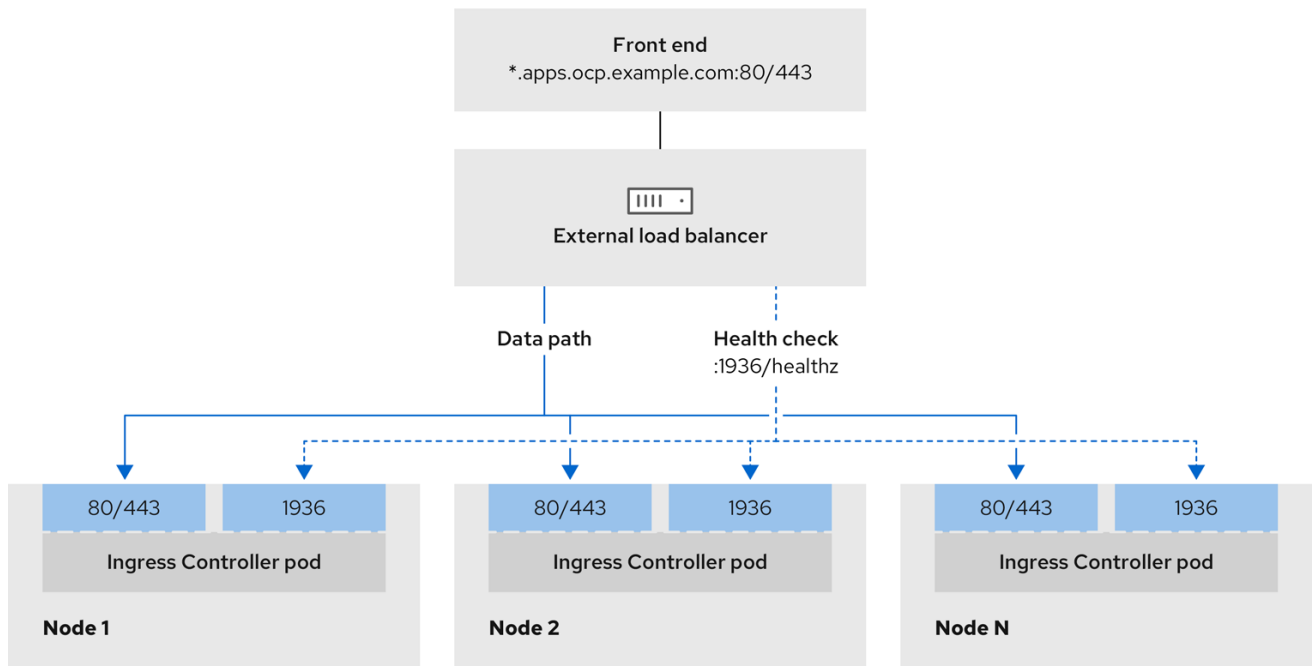 Front end
*.apps.ocp.example.com:80/443
External load balancer
Data path
Health check
:1936/healthz
80/443
1936
80/443
1936
80/443
1936
Ingress Controller pod
Ingress Controller pod
Ingress Controller pod
Node 1
Node 2
Node N